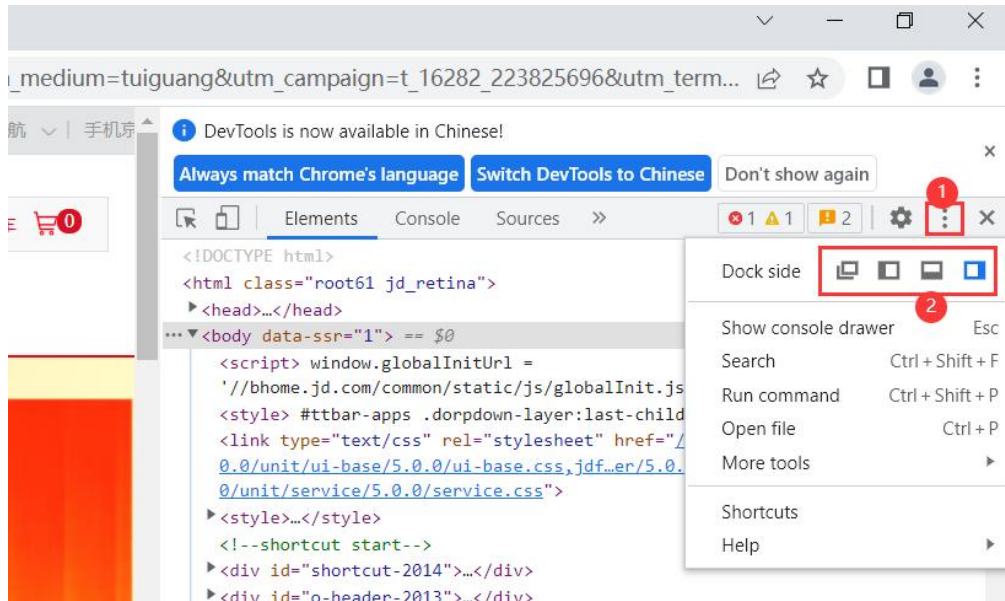 _medium=tuiguang&utm_campaign=t_16282_223825696&utm_term...
航 手机京
DevTools is now available in Chinese!
Always match Chrome's language Switch DevTools to Chinese Don't show again
1
0
Elements Console Sources 1 1 2
<!DOCTYPE html>
<html class="root61 jd_retina">
<head>…</head>
<body data-ssr="1"> == $0
<script> window.globalInitUrl =
'//bhome.jd.com/common/static/js/globalInit.js
<style> #ttbar-apps .dorpdown-layer:last-child
<link type="text/css" rel="stylesheet" href="/
0.0/unit/ui-base/5.0.0/ui-base.css,jdf…er/5.0.
0/unit/service/5.0.0/service.css">
<style>…</style>
<!--shortcut start-->
<div id="shortcut-2014">…</div>
<div id="o-header-2013">…</div>
Dock side
2
Show console drawer Esc
Search Ctrl + Shift + F
Run command Ctrl + Shift + P
Open file Ctrl + P
More tools
Shortcuts
Help